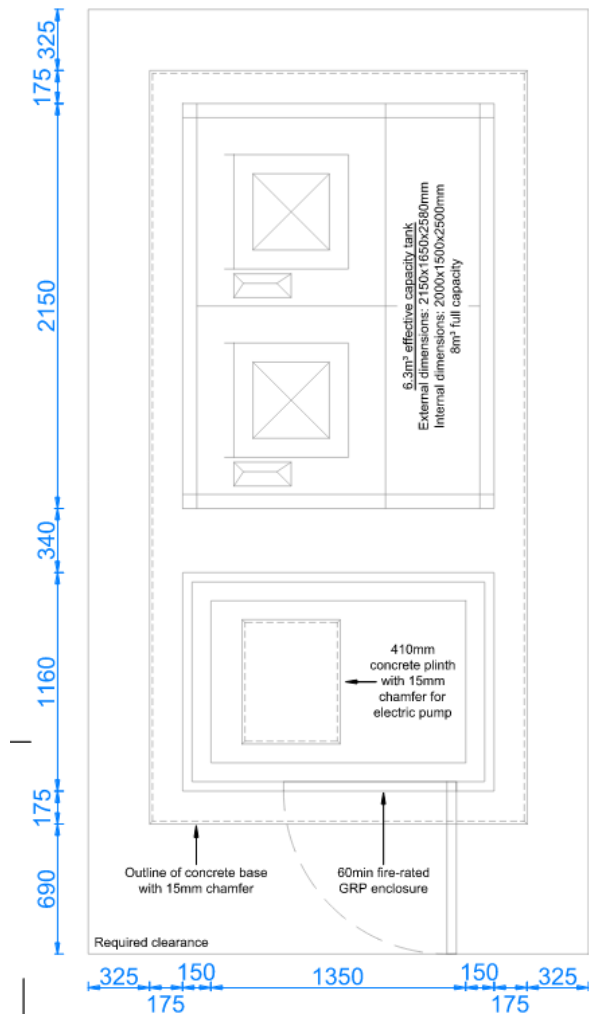 325
175
2150
340
1160
175
690
6.3m³ effective capacity tank
External dimensions: 2150x1650x2580mm
Internal dimensions: 2000x1500x2500mm
8m³ full capacity
410mm
concrete plinth
with 15mm
chamfer for
electric pump
Outline of concrete base
with 15mm chamfer
60min fire-rated
GRP enclosure
Required clearance
325
175
150
1350
150
175
325